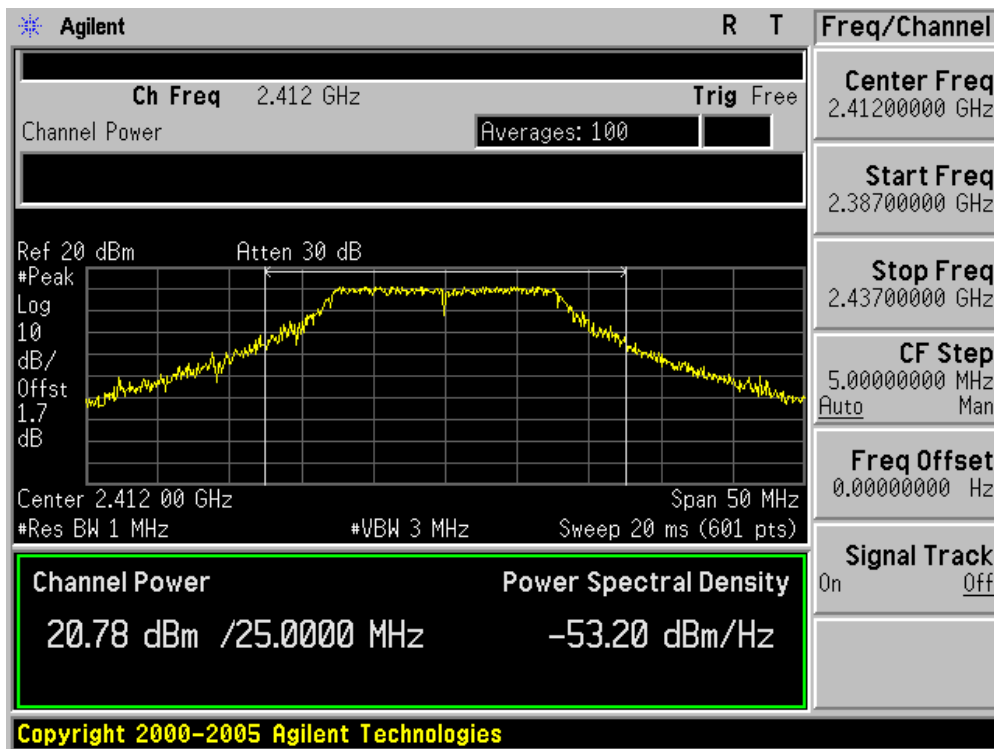 Agilent R T
Freq/Channel
Ch Freq 2.412 GHz Trig Free
Channel Power Averages: 100
Ref 20 dBm Atten 30 dB
#Peak
Log
10
dB/
Offst
1.7
dB
Center 2.412 00 GHz Span 50 MHz
#Res BW 1 MHz #VBW 3 MHz Sweep 20 ms (601 pts)
Channel Power Power Spectral Density
20.78 dBm /25.0000 MHz -53.20 dBm/Hz
Center Freq
2.41200000 GHz
Start Freq
2.38700000 GHz
Stop Freq
2.43700000 GHz
CF Step
5.00000000 MHz
Auto Man
Freq Offset
0.00000000 Hz
Signal Track
On Off
Copyright 2000-2005 Agilent Technologies